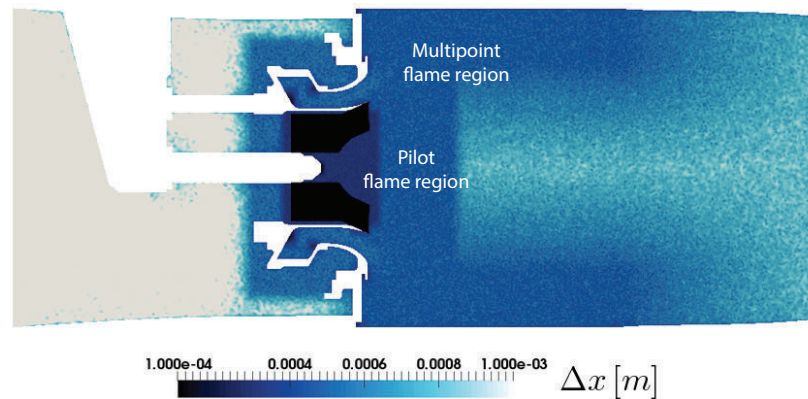 Multipoint
flame region
Pilot
flame region
1.000e-04 0.0004 0.0006 0.0008 1.000e-03
Δx [m]